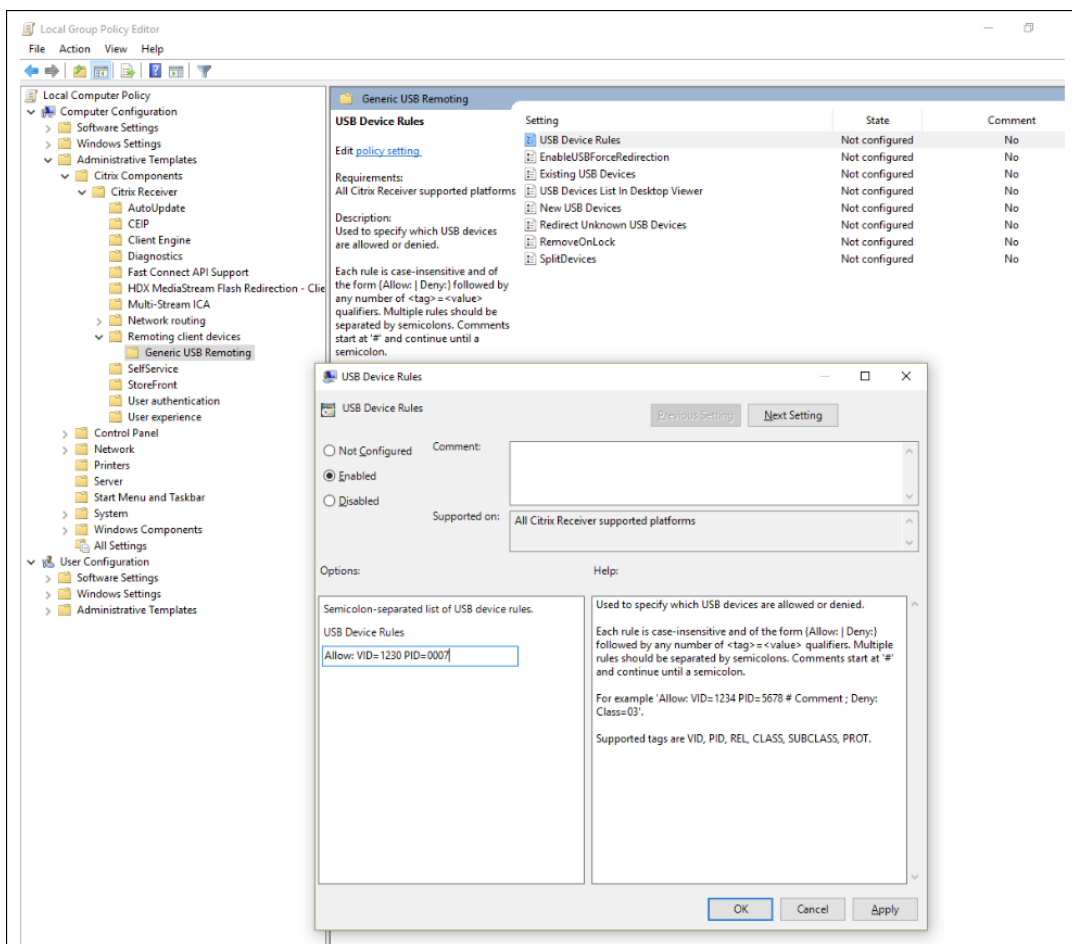 Local Group Policy Editor
File Action View Help
Local Computer Policy
Computer Configuration
Software Settings
Windows Settings
Administrative Templates
Citrix Components
Citrix Receiver
AutoUpdate
CEIP
Client Engine
Diagnostics
Fast Connect API Support
HDX MediaStream Flash Redirection - Clie
Multi-Stream ICA
Network routing
Remoting client devices
Generic USB Remoting
SelfService
StoreFront
User authentication
User experience
Control Panel
Network
Printers
Server
Start Menu and Taskbar
System
Windows Components
All Settings
User Configuration
Software Settings
Windows Settings
Administrative Templates
Generic USB Remoting
USB Device Rules
Edit policy setting
Requirements:
All Citrix Receiver supported platforms
Description:
Used to specify which USB devices
are allowed or denied.
Each rule is case-insensitive and of
the form {Allow: | Deny:} followed by
any number of <tag>=<value>
qualifiers. Multiple rules should be
separated by semicolons. Comments
start at '#' and continue until a
semicolon.
Setting State Comment
USB Device Rules Not configured No
EnableUSBForceRedirection Not configured No
Existing USB Devices Not configured No
USB Devices List In Desktop Viewer Not configured No
New USB Devices Not configured No
Redirect Unknown USB Devices Not configured No
RemoveOnLock Not configured No
SplitDevices Not configured No
USB Device Rules
USB Device Rules
Previous Setting Next Setting
Not Configured Comment:
Enabled
Disabled
Supported on: All Citrix Receiver supported platforms
Options: Help:
Semicolon-separated list of USB device rules.
USB Device Rules
Allow: VID=1230 PID=0007
Used to specify which USB devices are allowed or denied.
Each rule is case-insensitive and of the form {Allow: | Deny:}
followed by any number of <tag>=<value> qualifiers. Multiple
rules should be separated by semicolons. Comments start at '#'
and continue until a semicolon.
For example 'Allow: VID=1234 PID=5678 # Comment ; Deny:
Class=03'.
Supported tags are VID, PID, REL, CLASS, SUBCLASS, PROT.
OK Cancel Apply